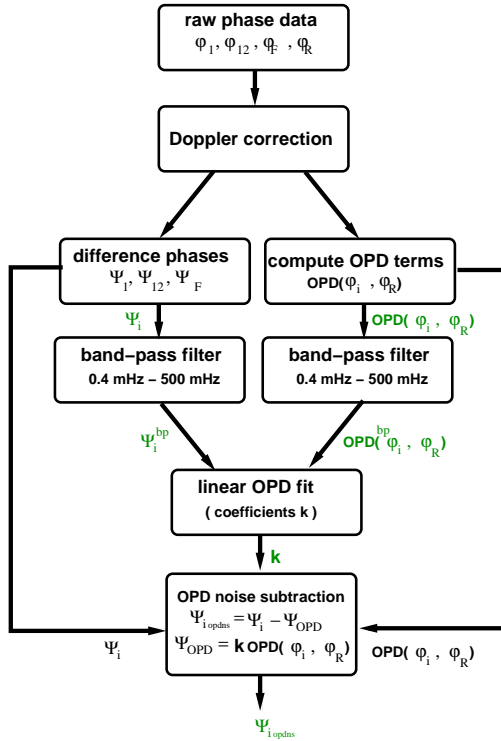 raw phase data
φ1, φ12, φF, φR
Doppler correction
difference phases
Ψ1, Ψ12, ΨF
compute OPD terms
OPD(φi, φR)
Ψi
OPD( φi, φR)
band–pass filter
0.4 mHz – 500 mHz
band–pass filter
0.4 mHz – 500 mHz
Ψi^bp
OPD(^bp φi, φR)
linear OPD fit
( coefficients k )
k
OPD noise subtraction
Ψi opdns = Ψi – ΨOPD
ΨOPD = k OPD( φi, φR)
Ψi
OPD( φi, φR)
Ψi opdns